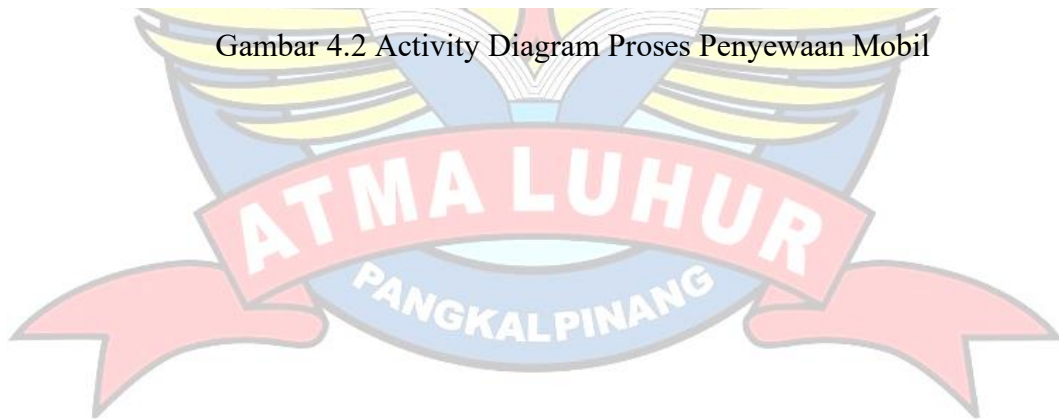 Gambar 4.2 Activity Diagram Proses Penyewaan Mobil
ATMA LUHUR
PANGKALPINANG